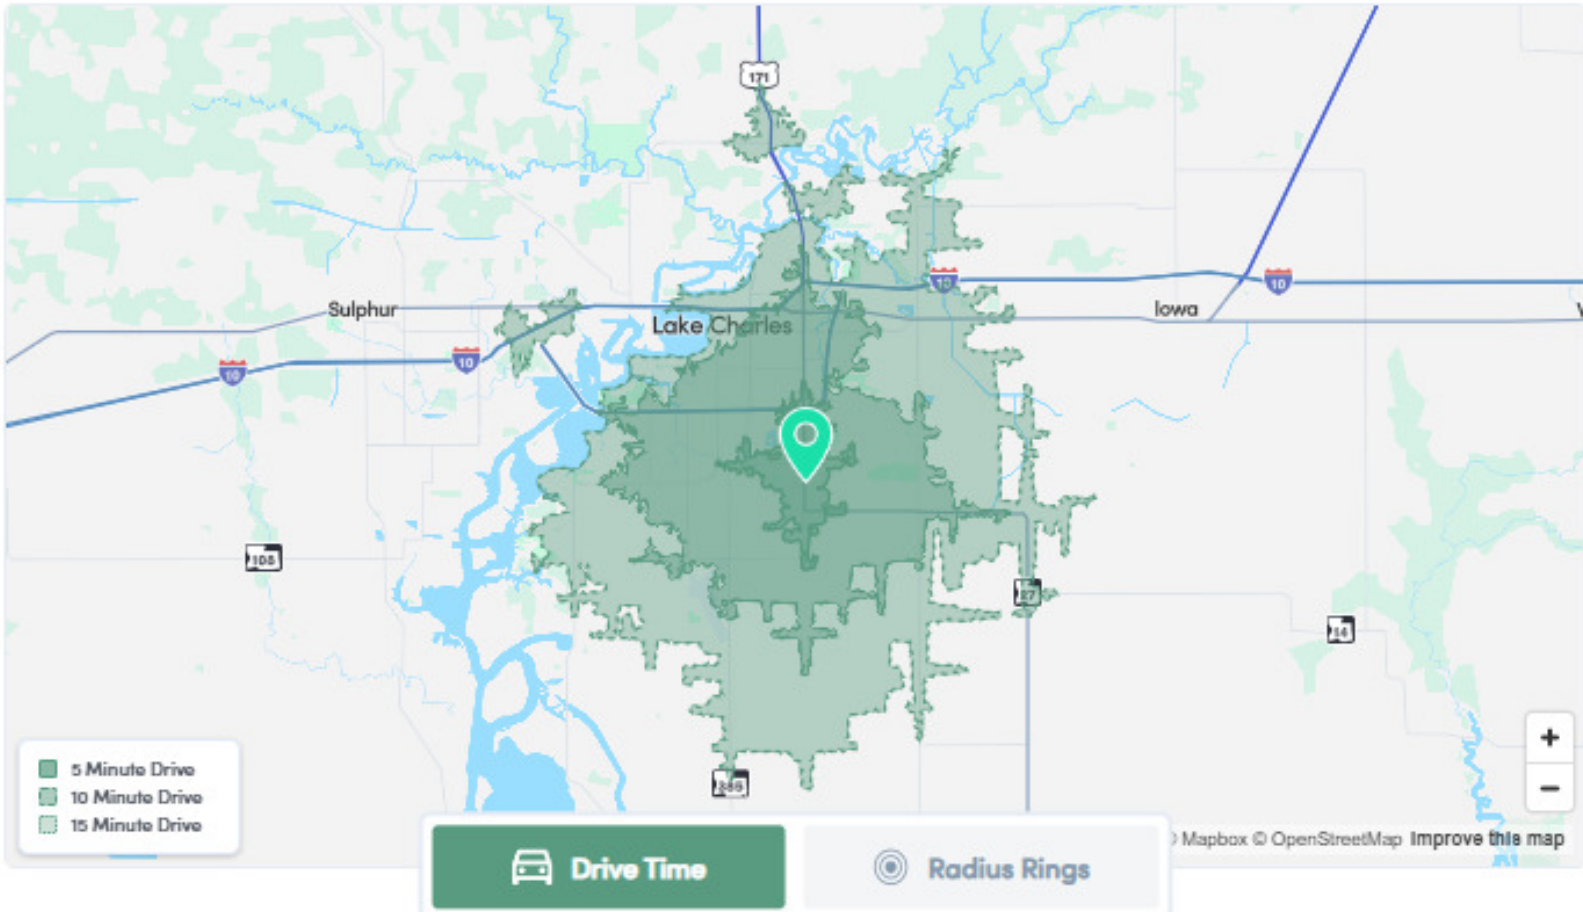 171
10
Sulphur
Lake Charles
Iowa
10
10
10
108
27
14
385
5 Minute Drive
10 Minute Drive
15 Minute Drive
Mapbox © OpenStreetMap Improve this map
+
−
Drive Time
Radius Rings